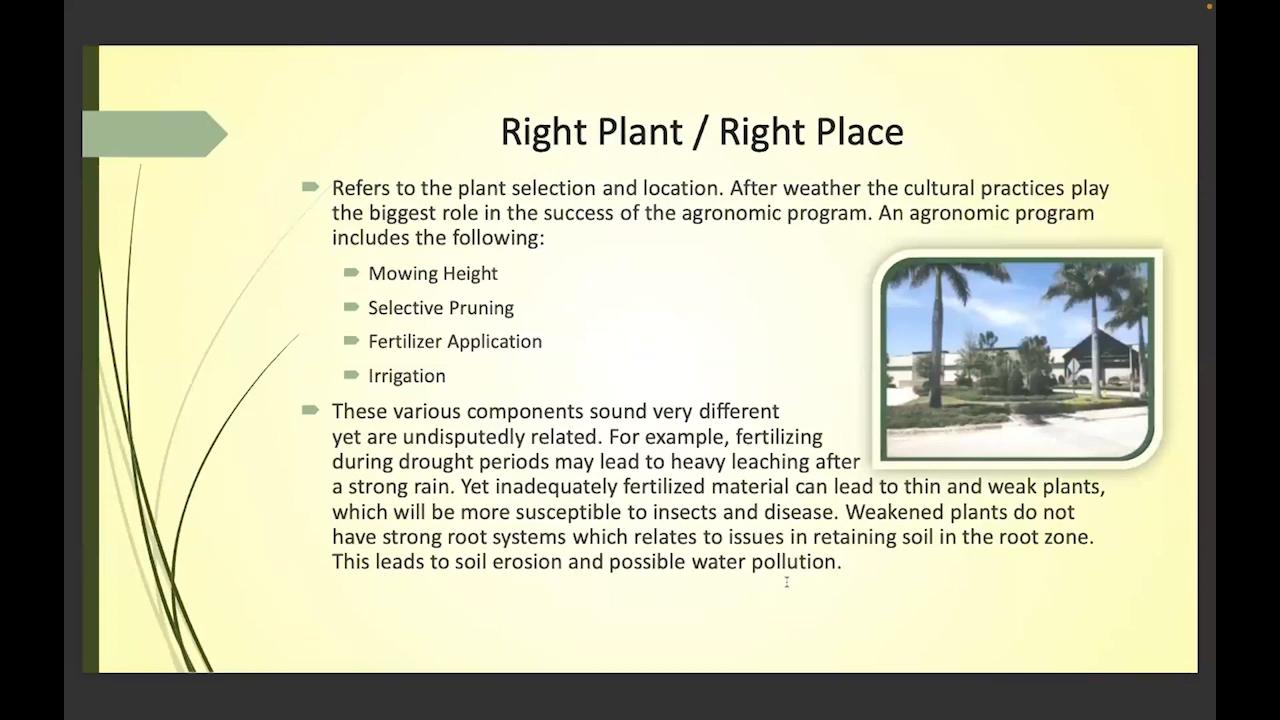 Right Plant / Right Place
Refers to the plant selection and location. After weather the cultural practices play
the biggest role in the success of the agronomic program. An agronomic program
includes the following:
Mowing Height
Selective Pruning
Fertilizer Application
Irrigation
These various components sound very different
yet are undisputedly related. For example, fertilizing
during drought periods may lead to heavy leaching after
a strong rain. Yet inadequately fertilized material can lead to thin and weak plants,
which will be more susceptible to insects and disease. Weakened plants do not
have strong root systems which relates to issues in retaining soil in the root zone.
This leads to soil erosion and possible water pollution.